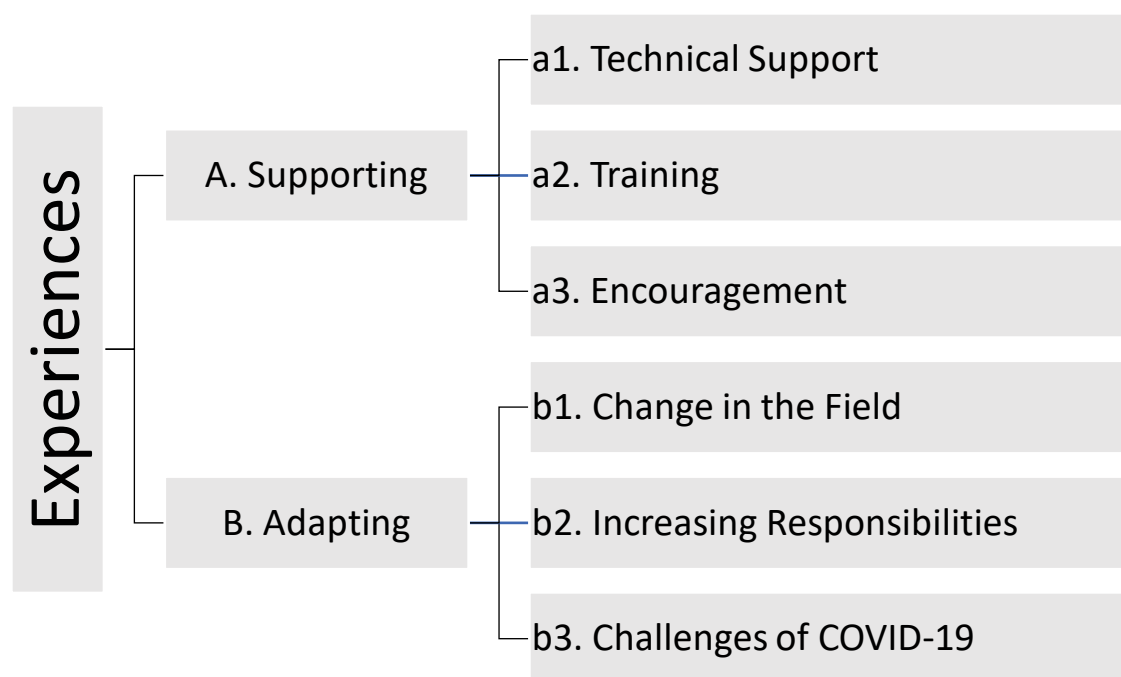 Experiences
A. Supporting
a1. Technical Support
a2. Training
a3. Encouragement
B. Adapting
b1. Change in the Field
b2. Increasing Responsibilities
b3. Challenges of COVID-19